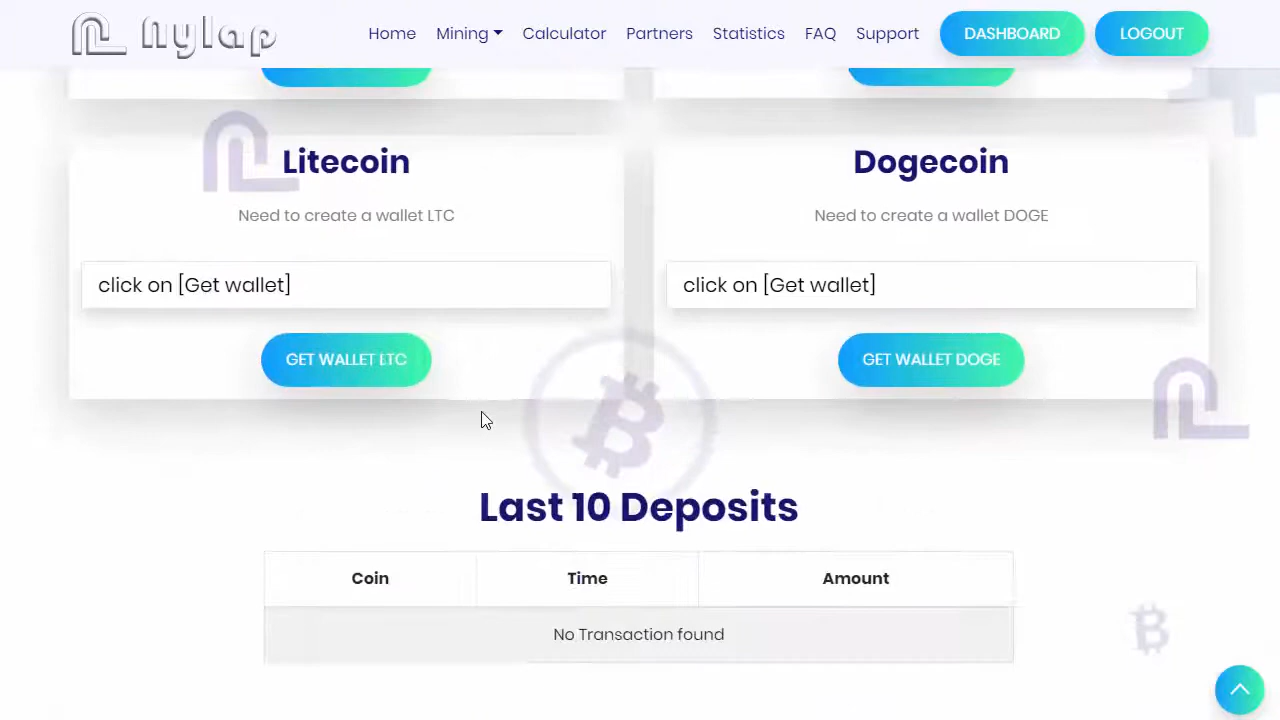 nylap
Home Mining Calculator Partners Statistics FAQ Support DASHBOARD LOGOUT
Litecoin
Need to create a wallet LTC
click on [Get wallet]
GET WALLET LTC
Dogecoin
Need to create a wallet DOGE
click on [Get wallet]
GET WALLET DOGE
Last 10 Deposits
Coin Time Amount
No Transaction found